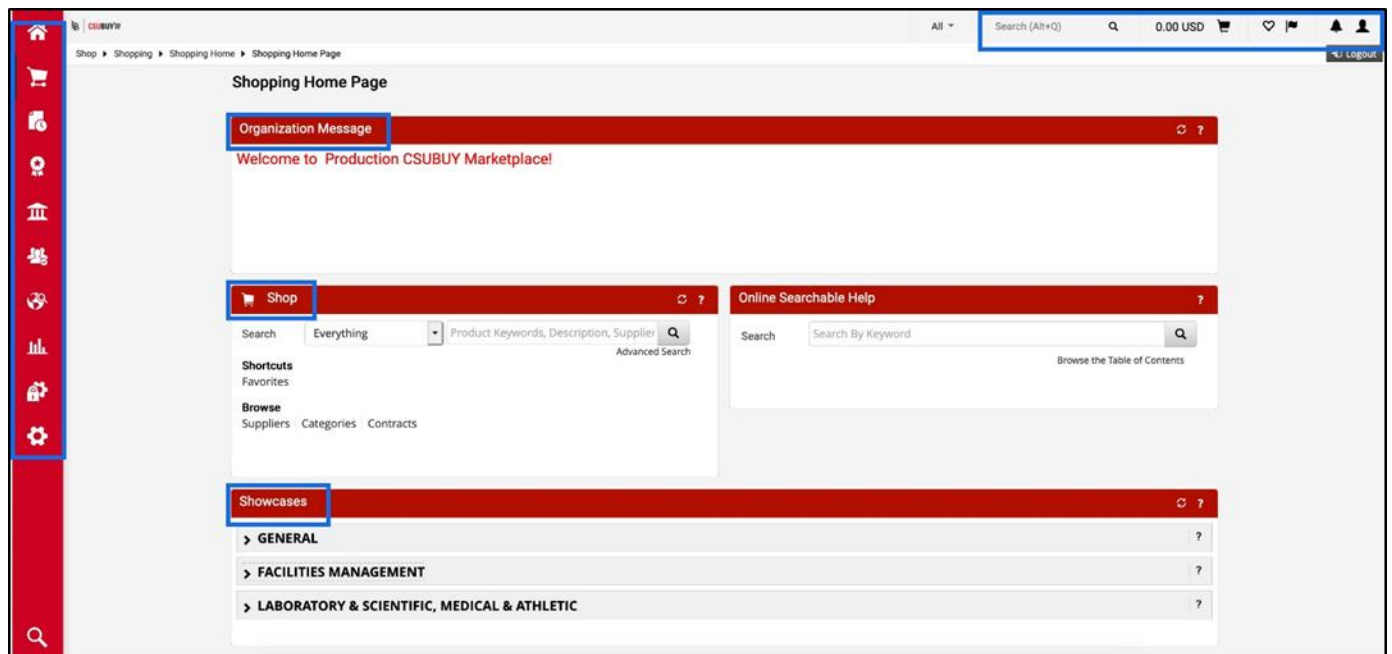 CSUBUY
All
Search (Alt+Q)
0.00 USD
Shop Shopping Shopping Home Shopping Home Page
Logout
Shopping Home Page
Organization Message
?
Welcome to Production CSUBUY Marketplace!
Shop
?
Online Searchable Help
?
Search Everything Product Keywords, Description, Supplier
Advanced Search
Search Search By Keyword
Browse the Table of Contents
Shortcuts
Favorites
Browse
Suppliers Categories Contracts
Showcases
?
GENERAL
?
FACILITIES MANAGEMENT
?
LABORATORY & SCIENTIFIC, MEDICAL & ATHLETIC
?